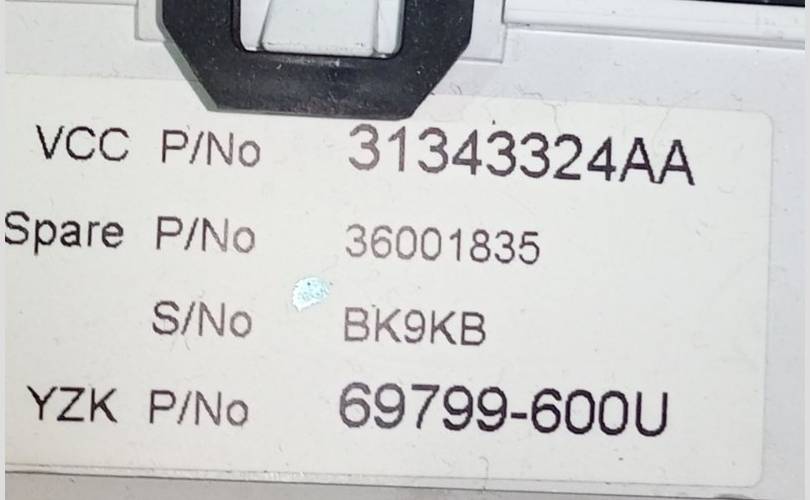 VCC P/No 31343324AA
Spare P/No 36001835
S/No BK9KB
YZK P/No 69799-600U